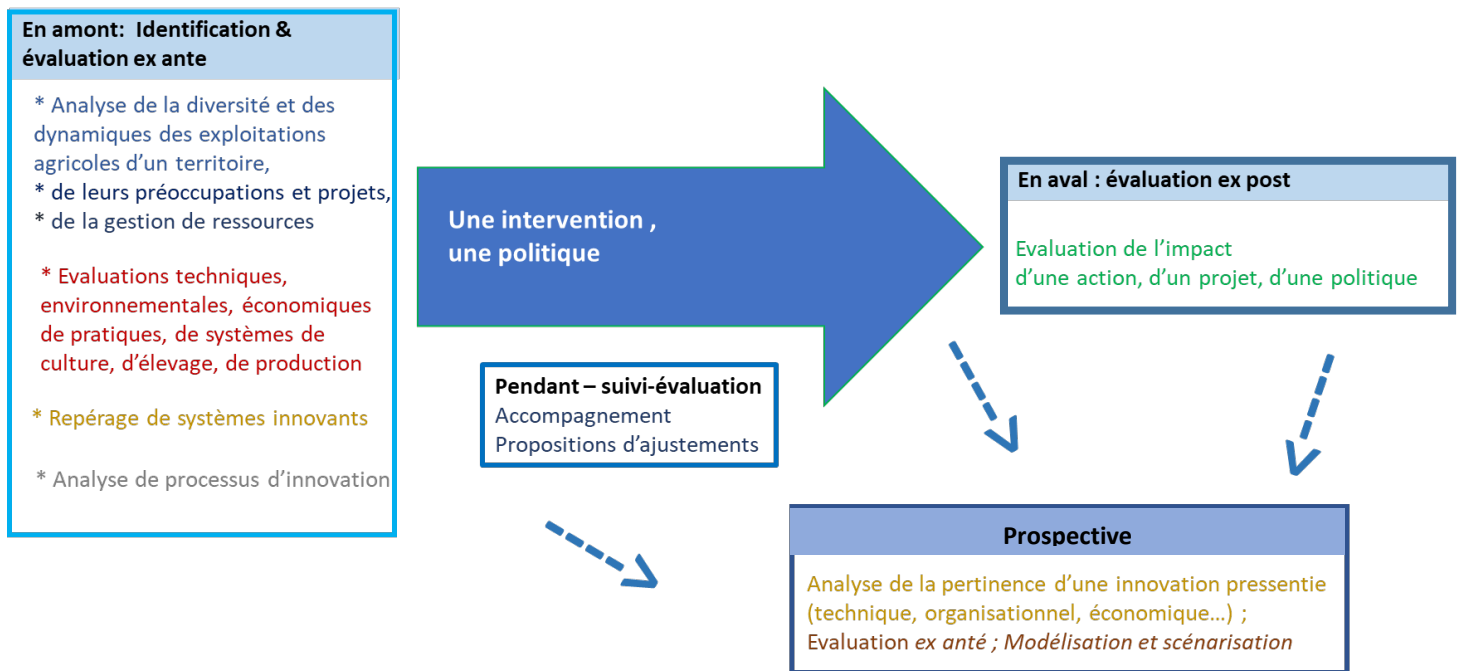 En amont: Identification &
évaluation ex ante
* Analyse de la diversité et des
dynamiques des exploitations
agricoles d’un territoire,
* de leurs préoccupations et projets,
* de la gestion de ressources
* Evaluations techniques,
environnementales, économiques
de pratiques, de systèmes de
culture, d’élevage, de production
* Repérage de systèmes innovants
* Analyse de processus d’innovation
Une intervention ,
une politique
Pendant – suivi-évaluation
Accompagnement
Propositions d’ajustements
En aval : évaluation ex post
Evaluation de l’impact
d’une action, d’un projet, d’une politique
Prospective
Analyse de la pertinence d’une innovation pressentie
(technique, organisationnel, économique…) ;
Evaluation ex anté ; Modélisation et scénarisation